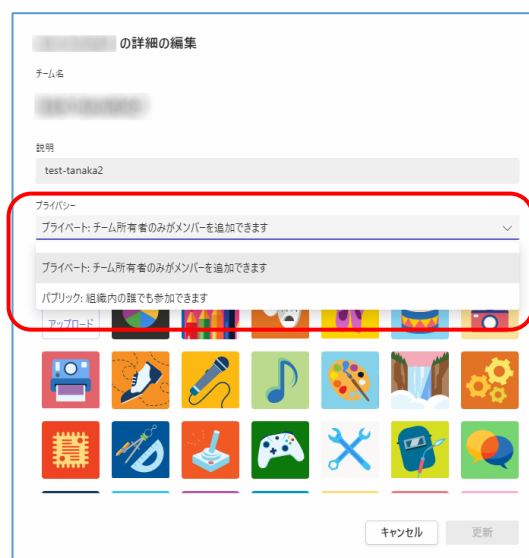 の詳細の編集
チーム名
説明
test-tanaka2
プライバシー
プライベート: チーム所有者のみがメンバーを追加できます
プライベート: チーム所有者のみがメンバーを追加できます
パブリック: 組織内の誰でも参加できます
アップロード
キャンセル
更新